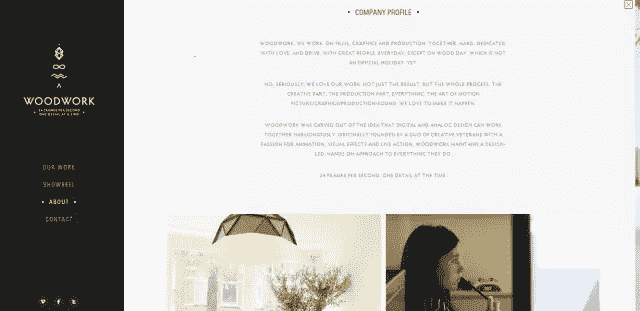 • COMPANY PROFILE •
WOODWORK. WE WORK. ON FILMS, GRAPHICS AND PRODUCTION. TOGETHER. HARD. DEDICATED.
WITH LOVE. AND DRIVE. WITH GREAT PEOPLE. EVERYDAY. EXCEPT ON WOOD DAY. WHICH IS NOT
AN OFFICIAL HOLIDAY. YET.
NO, SERIOUSLY, WE LOVE OUR WORK. NOT JUST THE RESULT, BUT THE WHOLE PROCESS. THE
CREATIVE PART, THE PRODUCTION PART, EVERYTHING. THE ART OF MOTION
PICTURE/GRAPHICS/PRODUCTION/SOUND. WE LOVE TO MAKE IT HAPPEN.
WOODWORK WAS CARVED OUT OF THE IDEA THAT DIGITAL AND ANALOG DESIGN CAN WORK
TOGETHER HARMONIOUSLY. ORIGINALLY FOUNDED BY A DUO OF CREATIVE VETERANS WITH A
PASSION FOR ANIMATION, VISUAL EFFECTS AND LIVE ACTION, WOODWORK MAINTAINS A DESIGN-
LED, HANDS ON APPROACH TO EVERYTHING THEY DO.
24 FRAMES PER SECOND. ONE DETAIL AT THE TIME.
WOODWORK
24 FRAMES PER SECOND
ONE DETAIL AT A TIME
OUR WORK
SHOWREEL
• ABOUT •
CONTACT